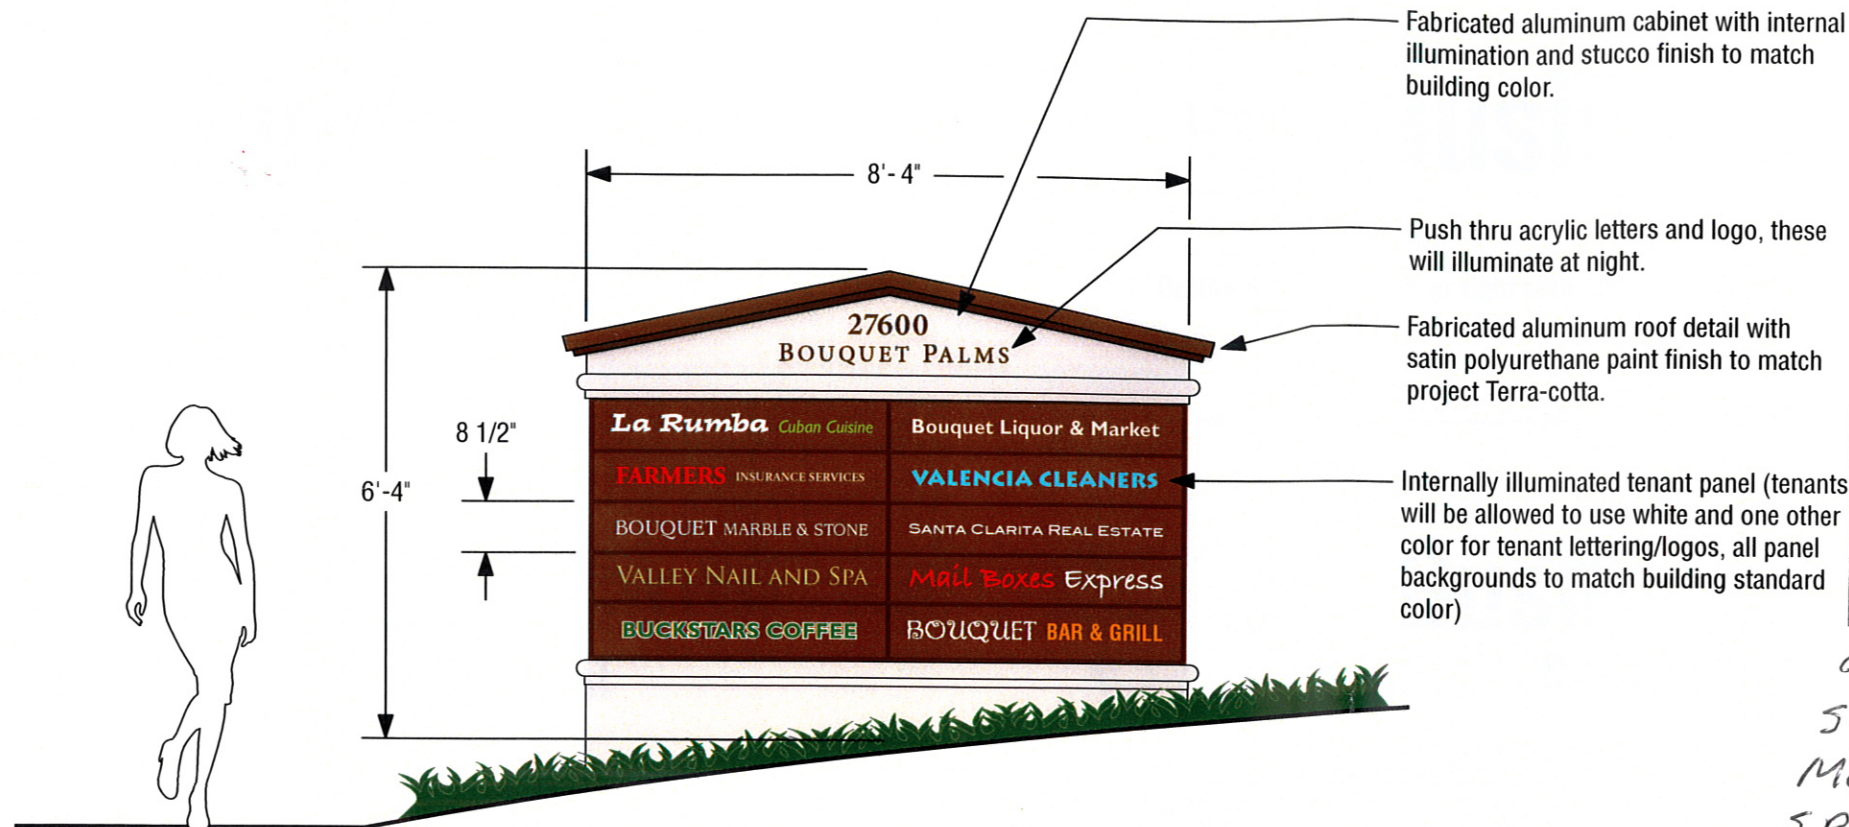 Fabricated aluminum cabinet with internal
illumination and stucco finish to match
building color.
8'- 4"
Push thru acrylic letters and logo, these
will illuminate at night.
27600
BOUQUET PALMS
Fabricated aluminum roof detail with
satin polyurethane paint finish to match
project Terra-cotta.
8 1/2"
6'-4"
La Rumba Cuban Cuisine
Bouquet Liquor & Market
FARMERS INSURANCE SERVICES
VALENCIA CLEANERS
BOUQUET MARBLE & STONE
SANTA CLARITA REAL ESTATE
VALLEY NAIL AND SPA
Mail Boxes Express
BUCKSTARS COFFEE
BOUQUET BAR & GRILL
Internally illuminated tenant panel (tenants
will be allowed to use white and one other
color for tenant lettering/logos, all panel
backgrounds to match building standard
color)